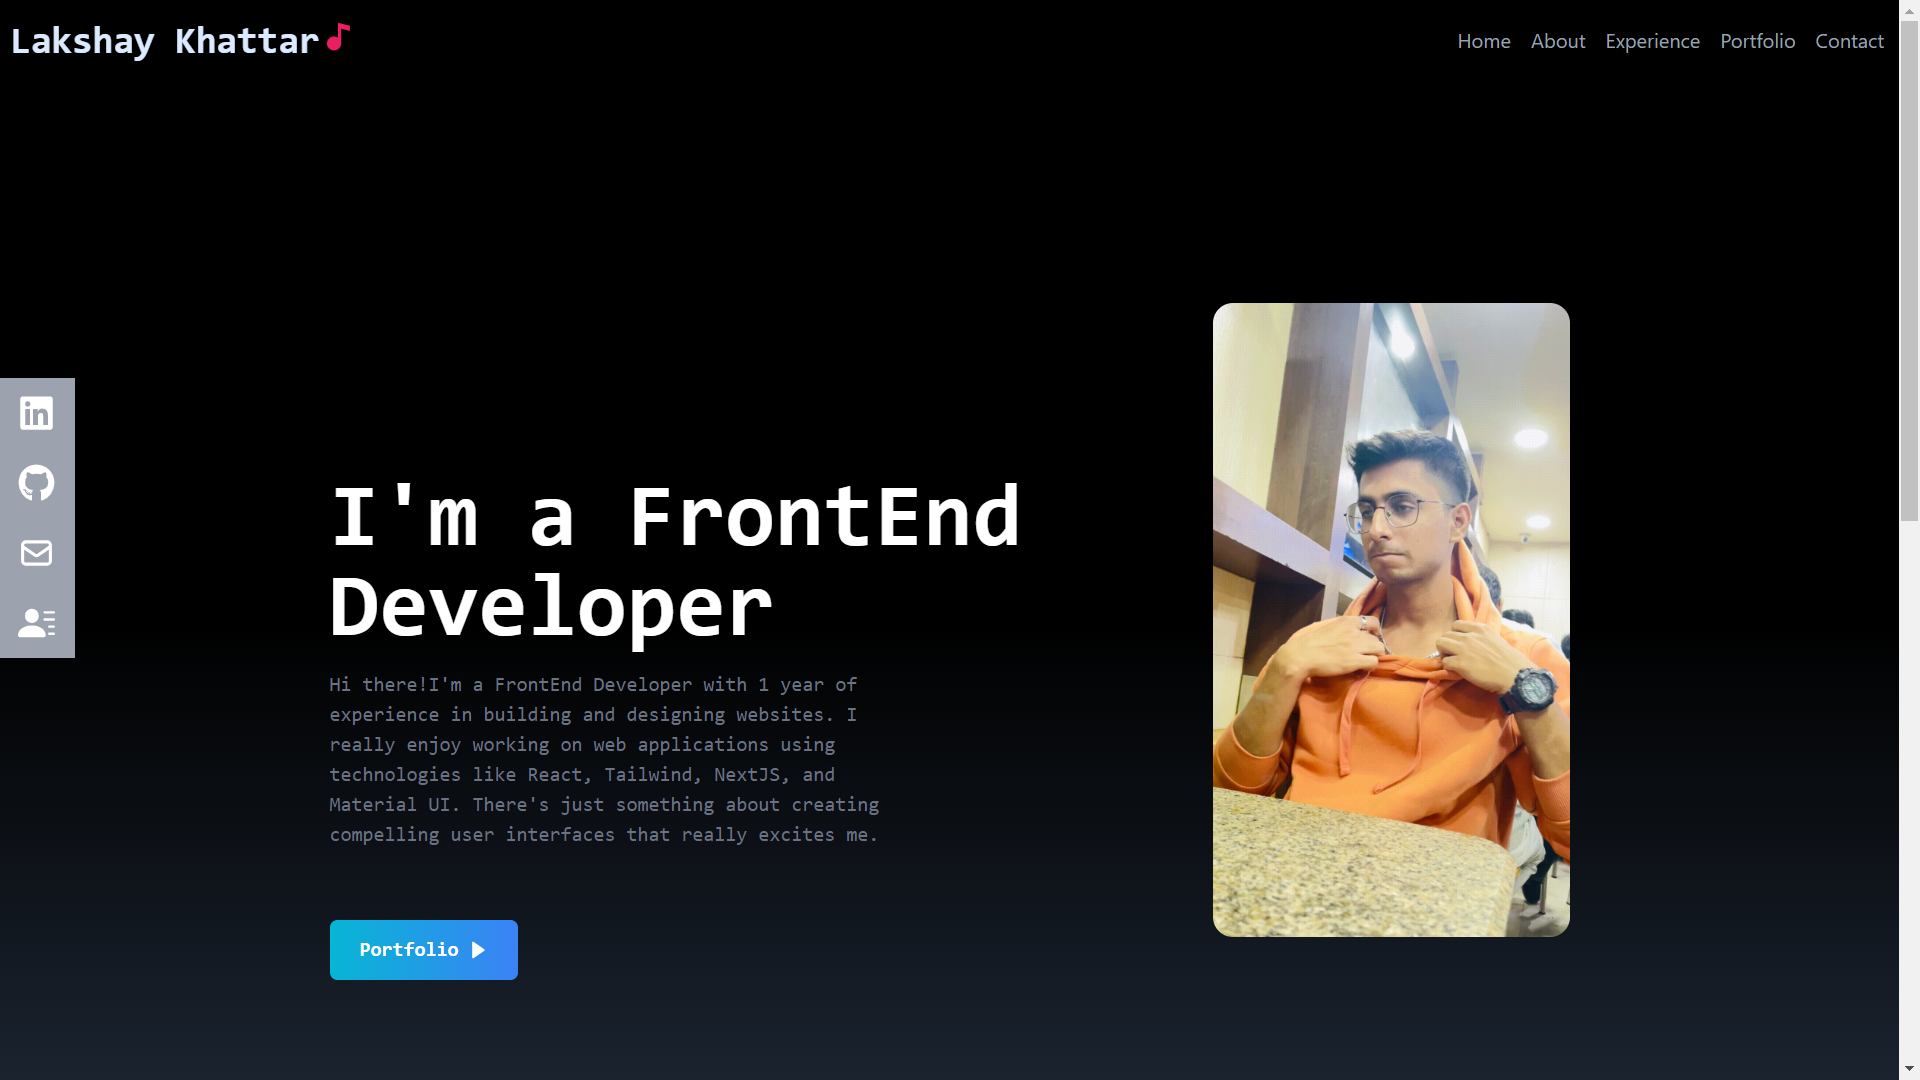 Lakshay Khattar
Home About Experience Portfolio Contact
I'm a FrontEnd
Developer
Hi there!I'm a FrontEnd Developer with 1 year of
experience in building and designing websites. I
really enjoy working on web applications using
technologies like React, Tailwind, NextJS, and
Material UI. There's just something about creating
compelling user interfaces that really excites me.
Portfolio